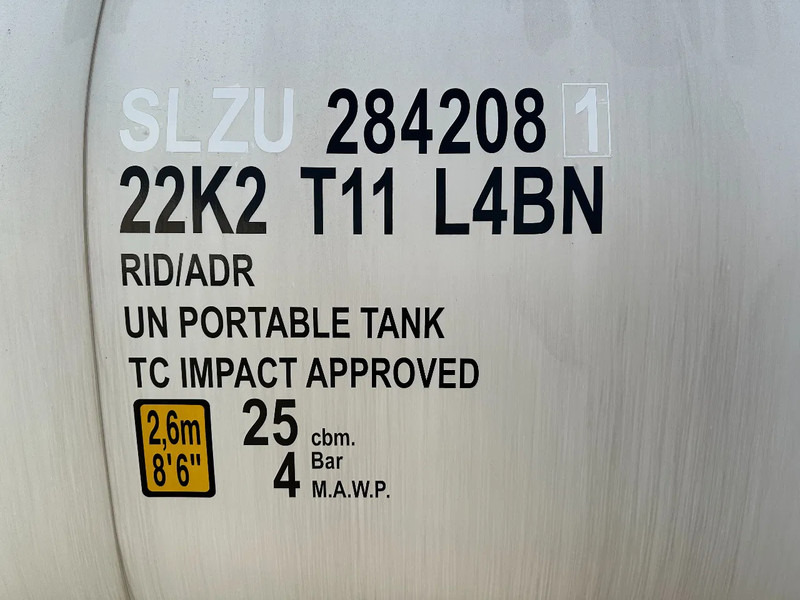 SLZU 284208 1
22K2 T11 L4BN
RID/ADR
UN PORTABLE TANK
TC IMPACT APPROVED
2,6m
8'6"
25 cbm.
4 Bar
M.A.W.P.